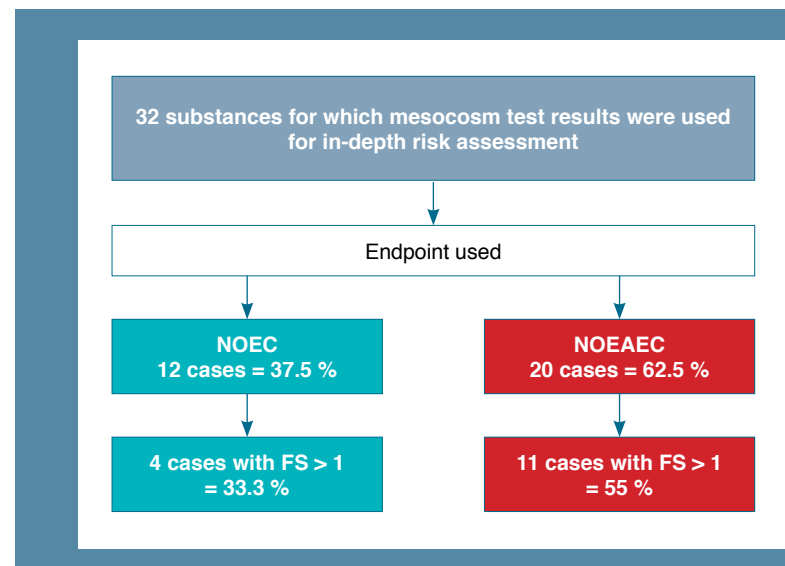 32 substances for which mesocosm test results were used
for in-depth risk assessment
Endpoint used
NOEC
12 cases = 37.5 %
NOEAEC
20 cases = 62.5 %
4 cases with FS > 1
= 33.3 %
11 cases with FS > 1
= 55 %